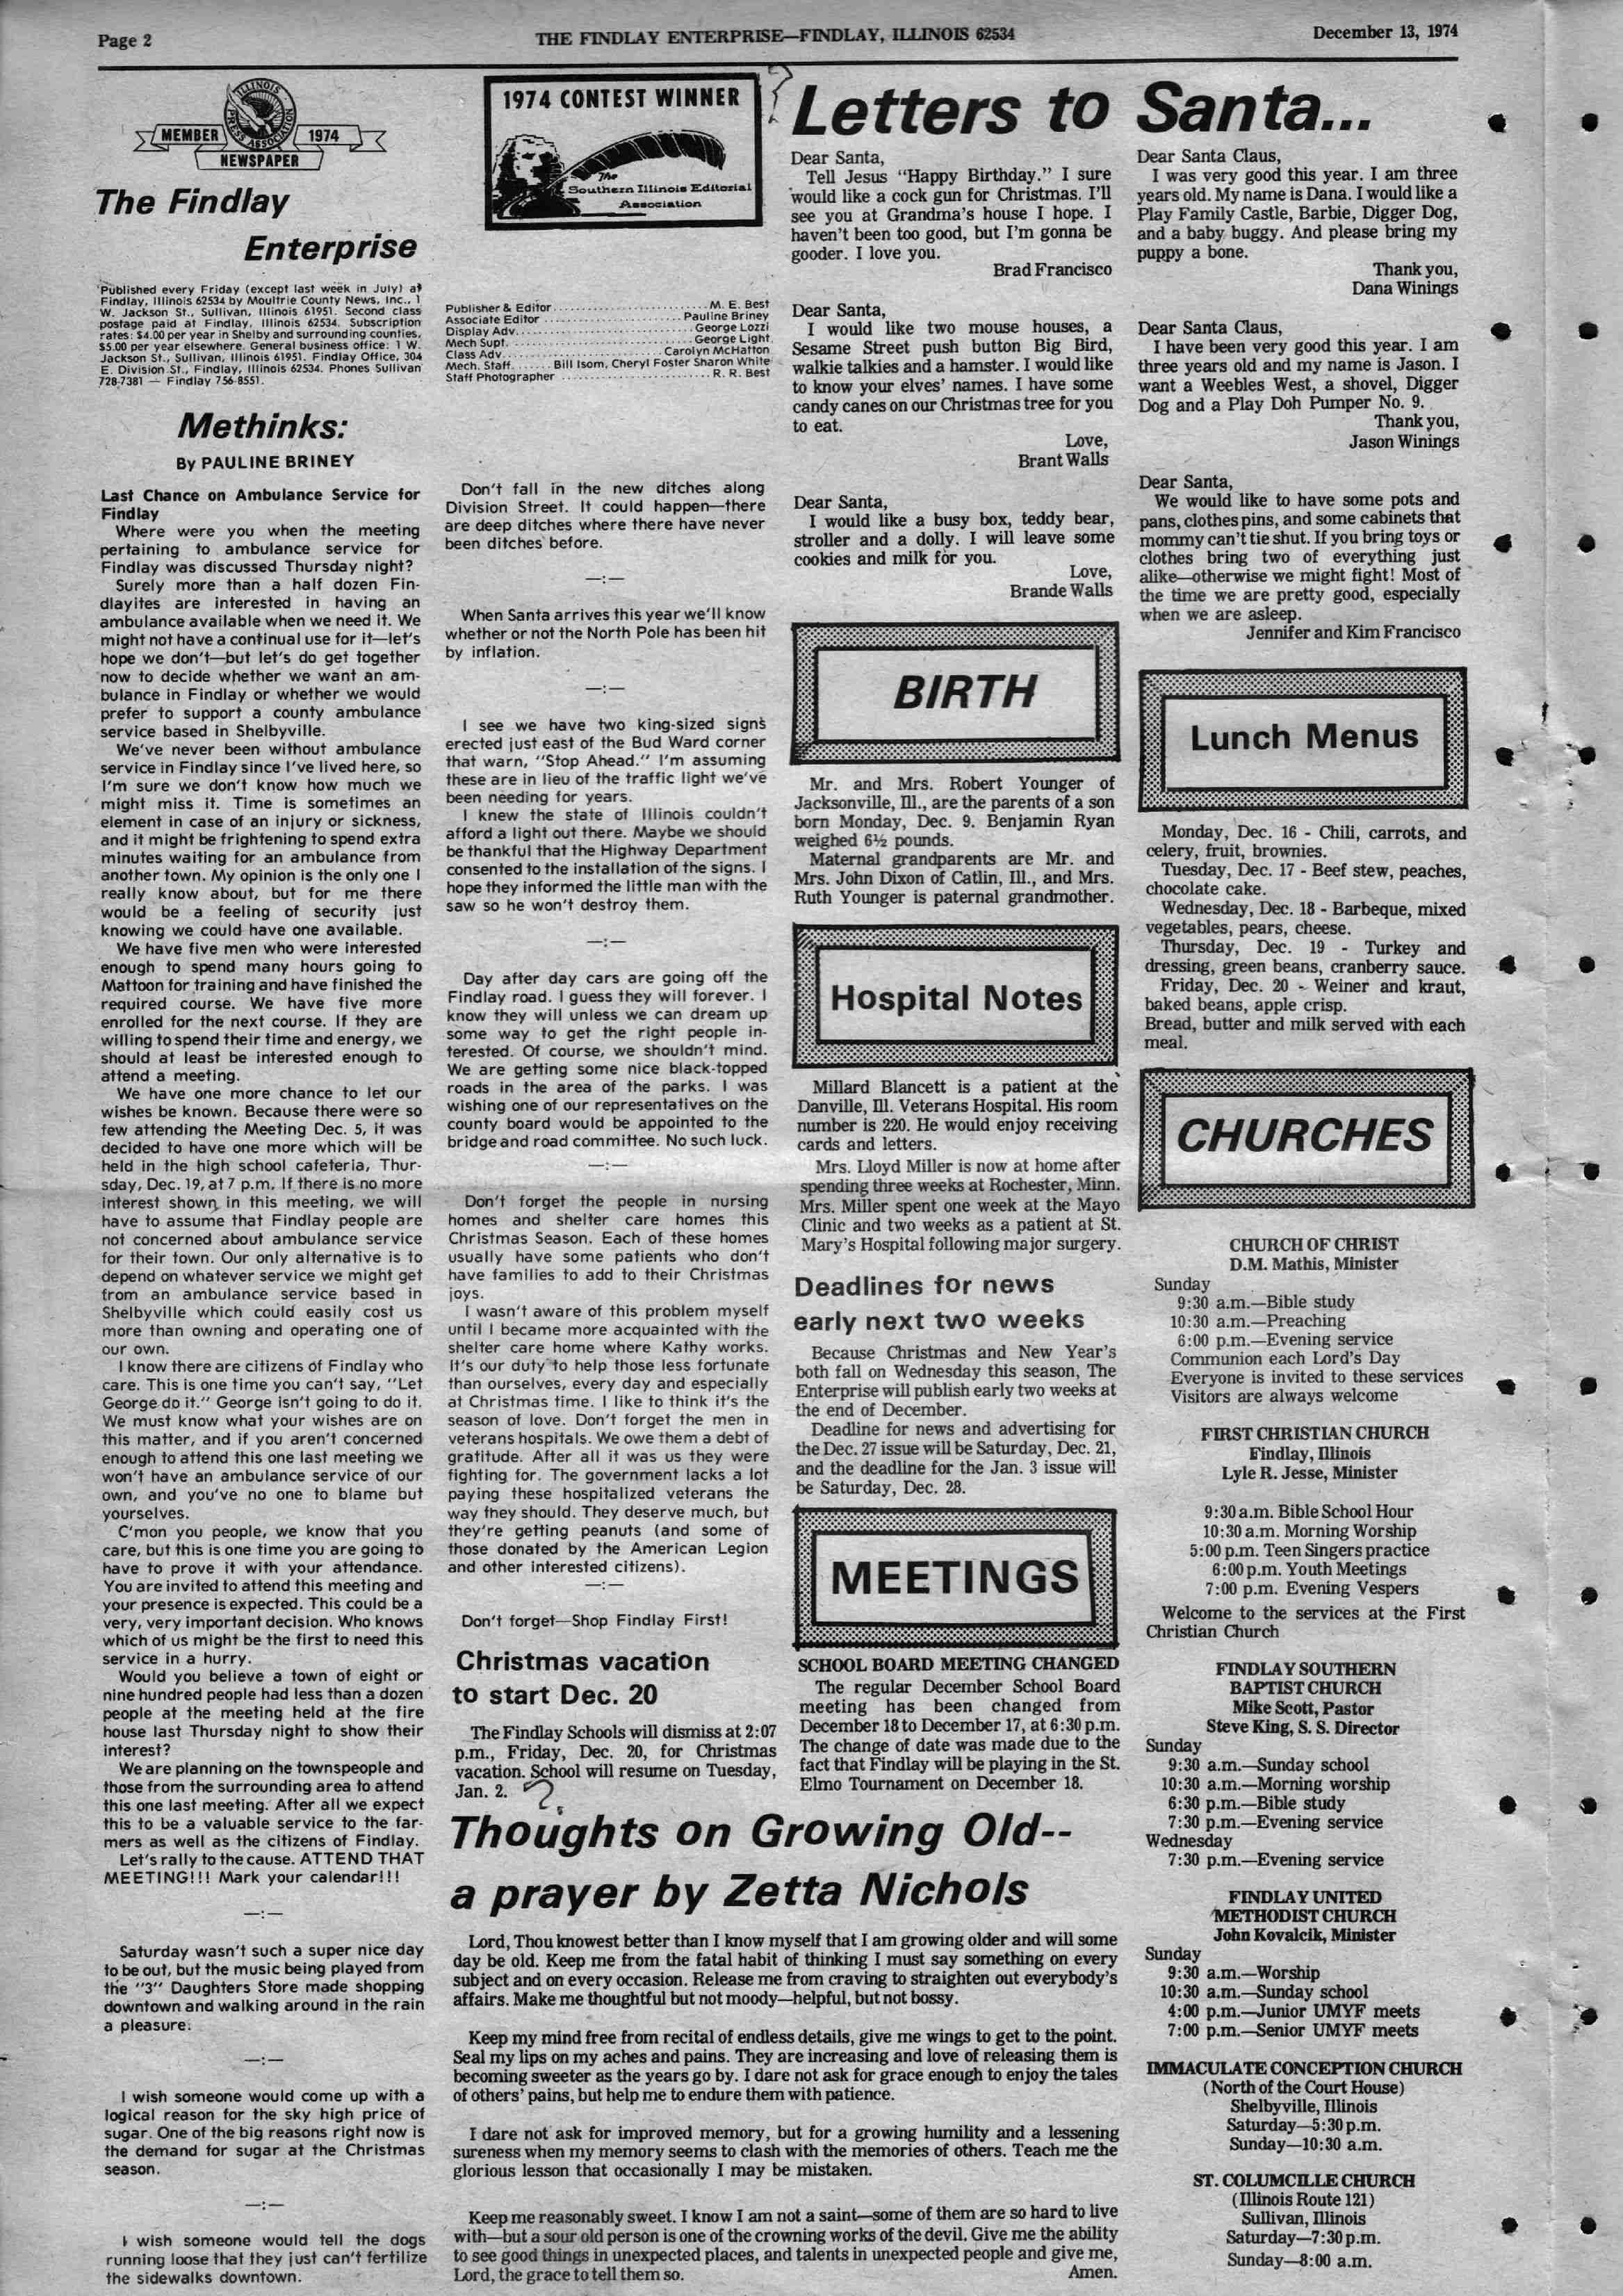 Page 2
THE FINDLAY ENTERPRISE—FINDLAY, ILLINOIS 62534
December 13, 1974
ILLINOIS
PRESS ASSOCIATION
MEMBER
1974
NEWSPAPER
The Findlay
Enterprise
Published every Friday (except last week in July) at
Findlay, Illinois 62534 by Moultrie County News, Inc., 1
W. Jackson St., Sullivan, Illinois 61951. Second class
postage paid at Findlay, Illinois 62534. Subscription
rates: $4.00 per year in Shelby and surrounding counties,
$5.00 per year elsewhere. General business office: 1 W.
Jackson St., Sullivan, Illinois 61951. Findlay Office, 304
E. Division St., Findlay, Illinois 62534. Phones Sullivan
728-7381 — Findlay 756-8551.
1974 CONTEST WINNER
The
Southern Illinois Editorial
Association
Publisher & Editor.........................M. E. Best
Associate Editor.........................Pauline Briney
Display Adv.........................George Lozzi
Mech Supt.........................George Light
Class Adv.........................Carolyn McHatton
Mech. Staff.......Bill Isom, Cheryl Foster Sharon White
Staff Photographer.........................R. R. Best
Methinks:
By PAULINE BRINEY
Last Chance on Ambulance Service for
Findlay
Where were you when the meeting
pertaining to ambulance service for
Findlay was discussed Thursday night?
Surely more than a half dozen Fin-
dlayites are interested in having an
ambulance available when we need it. We
might not have a continual use for it—let's
hope we don't—but let's do get together
now to decide whether we want an am-
bulance in Findlay or whether we would
prefer to support a county ambulance
service based in Shelbyville.
We've never been without ambulance
service in Findlay since I've lived here, so
I'm sure we don't know how much we
might miss it. Time is sometimes an
element in case of an injury or sickness,
and it might be frightening to spend extra
minutes waiting for an ambulance from
another town. My opinion is the only one I
really know about, but for me there
would be a feeling of security just
knowing we could have one available.
We have five men who were interested
enough to spend many hours going to
Mattoon for training and have finished the
required course. We have five more
enrolled for the next course. If they are
willing to spend their time and energy, we
should at least be interested enough to
attend a meeting.
We have one more chance to let our
wishes be known. Because there were so
few attending the Meeting Dec. 5, it was
decided to have one more which will be
held in the high school cafeteria, Thur-
sday, Dec. 19, at 7 p.m. If there is no more
interest shown in this meeting, we will
have to assume that Findlay people are
not concerned about ambulance service
for their town. Our only alternative is to
depend on whatever service we might get
from an ambulance service based in
Shelbyville which could easily cost us
more than owning and operating one of
our own.
I know there are citizens of Findlay who
care. This is one time you can't say, "Let
George do it." George isn't going to do it.
We must know what your wishes are on
this matter, and if you aren't concerned
enough to attend this one last meeting we
won't have an ambulance service of our
own, and you've no one to blame but
yourselves.
C'mon you people, we know that you
care, but this is one time you are going to
have to prove it with your attendance.
You are invited to attend this meeting and
your presence is expected. This could be a
very, very important decision. Who knows
which of us might be the first to need this
service in a hurry.
Would you believe a town of eight or
nine hundred people had less than a dozen
people at the meeting held at the fire
house last Thursday night to show their
interest?
We are planning on the townspeople and
those from the surrounding area to attend
this one last meeting. After all we expect
this to be a valuable service to the far-
mers as well as the citizens of Findlay.
Let's rally to the cause. ATTEND THAT
MEETING!!! Mark your calendar!!!
—:—
Saturday wasn't such a super nice day
to be out, but the music being played from
the "3" Daughters Store made shopping
downtown and walking around in the rain
a pleasure.
—:—
I wish someone would come up with a
logical reason for the sky high price of
sugar. One of the big reasons right now is
the demand for sugar at the Christmas
season.
—:—
I wish someone would tell the dogs
running loose that they just can't fertilize
the sidewalks downtown.
Don't fall in the new ditches along
Division Street. It could happen—there
are deep ditches where there have never
been ditches before.
—:—
When Santa arrives this year we'll know
whether or not the North Pole has been hit
by inflation.
—:—
I see we have two king-sized signs
erected just east of the Bud Ward corner
that warn, "Stop Ahead." I'm assuming
these are in lieu of the traffic light we've
been needing for years.
I knew the state of Illinois couldn't
afford a light out there. Maybe we should
be thankful that the Highway Department
consented to the installation of the signs. I
hope they informed the little man with the
saw so he won't destroy them.
—:—
Day after day cars are going off the
Findlay road. I guess they will forever. I
know they will unless we can dream up
some way to get the right people in-
terested. Of course, we shouldn't mind.
We are getting some nice black-topped
roads in the area of the parks. I was
wishing one of our representatives on the
county board would be appointed to the
bridge and road committee. No such luck.
—:—
Don't forget the people in nursing
homes and shelter care homes this
Christmas Season. Each of these homes
usually have some patients who don't
have families to add to their Christmas
joys.
I wasn't aware of this problem myself
until I became more acquainted with the
shelter care home where Kathy works.
It's our duty to help those less fortunate
than ourselves, every day and especially
at Christmas time. I like to think it's the
season of love. Don't forget the men in
veterans hospitals. We owe them a debt of
gratitude. After all it was us they were
fighting for. The government lacks a lot
paying these hospitalized veterans the
way they should. They deserve much, but
they're getting peanuts (and some of
those donated by the American Legion
and other interested citizens).
—:—
Don't forget—Shop Findlay First!
Christmas vacation
to start Dec. 20
The Findlay Schools will dismiss at 2:07
p.m., Friday, Dec. 20, for Christmas
vacation. School will resume on Tuesday,
Jan. 2. ?
Letters to Santa...
Dear Santa,
Tell Jesus "Happy Birthday." I sure
would like a cock gun for Christmas. I'll
see you at Grandma's house I hope. I
haven't been too good, but I'm gonna be
gooder. I love you.
Brad Francisco
Dear Santa,
I would like two mouse houses, a
Sesame Street push button Big Bird,
walkie talkies and a hamster. I would like
to know your elves' names. I have some
candy canes on our Christmas tree for you
to eat.
Love,
Brant Walls
Dear Santa,
I would like a busy box, teddy bear,
stroller and a dolly. I will leave some
cookies and milk for you.
Love,
Brande Walls
BIRTH
Mr. and Mrs. Robert Younger of
Jacksonville, Ill., are the parents of a son
born Monday, Dec. 9. Benjamin Ryan
weighed 6½ pounds.
Maternal grandparents are Mr. and
Mrs. John Dixon of Catlin, Ill., and Mrs.
Ruth Younger is paternal grandmother.
Hospital Notes
Millard Blancett is a patient at the
Danville, Ill. Veterans Hospital. His room
number is 220. He would enjoy receiving
cards and letters.
Mrs. Lloyd Miller is now at home after
spending three weeks at Rochester, Minn.
Mrs. Miller spent one week at the Mayo
Clinic and two weeks as a patient at St.
Mary's Hospital following major surgery.
Deadlines for news
early next two weeks
Because Christmas and New Year's
both fall on Wednesday this season, The
Enterprise will publish early two weeks at
the end of December.
Deadline for news and advertising for
the Dec. 27 issue will be Saturday, Dec. 21,
and the deadline for the Jan. 3 issue will
be Saturday, Dec. 28.
MEETINGS
SCHOOL BOARD MEETING CHANGED
The regular December School Board
meeting has been changed from
December 18 to December 17, at 6:30 p.m.
The change of date was made due to the
fact that Findlay will be playing in the St.
Elmo Tournament on December 18.
Dear Santa Claus,
I was very good this year. I am three
years old. My name is Dana. I would like a
Play Family Castle, Barbie, Digger Dog,
and a baby buggy. And please bring my
puppy a bone.
Thank you,
Dana Winings
Dear Santa Claus,
I have been very good this year. I am
three years old and my name is Jason. I
want a Weebles West, a shovel, Digger
Dog and a Play Doh Pumper No. 9.
Thank you,
Jason Winings
Dear Santa,
We would like to have some pots and
pans, clothes pins, and some cabinets that
mommy can't tie shut. If you bring toys or
clothes bring two of everything just
alike—otherwise we might fight! Most of
the time we are pretty good, especially
when we are asleep.
Jennifer and Kim Francisco
Lunch Menus
Monday, Dec. 16 - Chili, carrots, and
celery, fruit, brownies.
Tuesday, Dec. 17 - Beef stew, peaches,
chocolate cake.
Wednesday, Dec. 18 - Barbeque, mixed
vegetables, pears, cheese.
Thursday, Dec. 19 - Turkey and
dressing, green beans, cranberry sauce.
Friday, Dec. 20 - Weiner and kraut,
baked beans, apple crisp.
Bread, butter and milk served with each
meal.
CHURCHES
CHURCH OF CHRIST
D.M. Mathis, Minister
Sunday
9:30 a.m.—Bible study
10:30 a.m.—Preaching
6:00 p.m.—Evening service
Communion each Lord's Day
Everyone is invited to these services
Visitors are always welcome
FIRST CHRISTIAN CHURCH
Findlay, Illinois
Lyle R. Jesse, Minister
9:30 a.m. Bible School Hour
10:30 a.m. Morning Worship
5:00 p.m. Teen Singers practice
6:00 p.m. Youth Meetings
7:00 p.m. Evening Vespers
Welcome to the services at the First
Christian Church
FINDLAY SOUTHERN
BAPTIST CHURCH
Mike Scott, Pastor
Steve King, S. S. Director
Sunday
9:30 a.m.—Sunday school
10:30 a.m.—Morning worship
6:30 p.m.—Bible study
7:30 p.m.—Evening service
Wednesday
7:30 p.m.—Evening service
FINDLAY UNITED
METHODIST CHURCH
John Kovalcik, Minister
Sunday
9:30 a.m.—Worship
10:30 a.m.—Sunday school
4:00 p.m.—Junior UMYF meets
7:00 p.m.—Senior UMYF meets
IMMACULATE CONCEPTION CHURCH
(North of the Court House)
Shelbyville, Illinois
Saturday—5:30 p.m.
Sunday—10:30 a.m.
ST. COLUMCILLE CHURCH
(Illinois Route 121)
Sullivan, Illinois
Saturday—7:30 p.m.
Sunday—8:00 a.m.
Thoughts on Growing Old--
a prayer by Zetta Nichols
Lord, Thou knowest better than I know myself that I am growing older and will some
day be old. Keep me from the fatal habit of thinking I must say something on every
subject and on every occasion. Release me from craving to straighten out everybody's
affairs. Make me thoughtful but not moody—helpful, but not bossy.
Keep my mind free from recital of endless details, give me wings to get to the point.
Seal my lips on my aches and pains. They are increasing and love of releasing them is
becoming sweeter as the years go by. I dare not ask for grace enough to enjoy the tales
of others' pains, but help me to endure them with patience.
I dare not ask for improved memory, but for a growing humility and a lessening
sureness when my memory seems to clash with the memories of others. Teach me the
glorious lesson that occasionally I may be mistaken.
Keep me reasonably sweet. I know I am not a saint—some of them are so hard to live
with—but a sour old person is one of the crowning works of the devil. Give me the ability
to see good things in unexpected places, and talents in unexpected people and give me,
Lord, the grace to tell them so.
Amen.